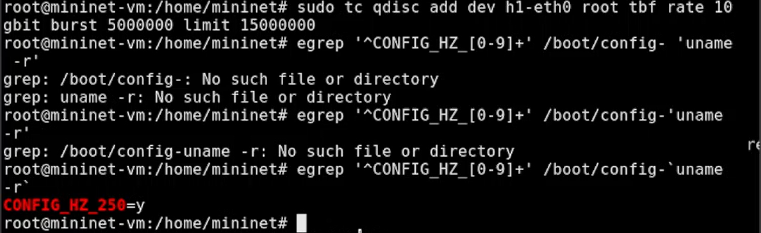 root@mininet-vm:/home/mininet# sudo tc qdisc add dev h1-eth0 root tbf rate 10
gbit burst 5000000 limit 15000000
root@mininet-vm:/home/mininet# egrep '^CONFIG_HZ_[0-9]+' /boot/config- 'uname
 -r'
grep: /boot/config-: No such file or directory
grep: uname -r: No such file or directory
root@mininet-vm:/home/mininet# egrep '^CONFIG_HZ_[0-9]+' /boot/config-'uname
-r'
grep: /boot/config-uname -r: No such file or directory
re
root@mininet-vm:/home/mininet# egrep '^CONFIG_HZ_[0-9]+' /boot/config-`uname
-r`
CONFIG_HZ_250=y
root@mininet-vm:/home/mininet#